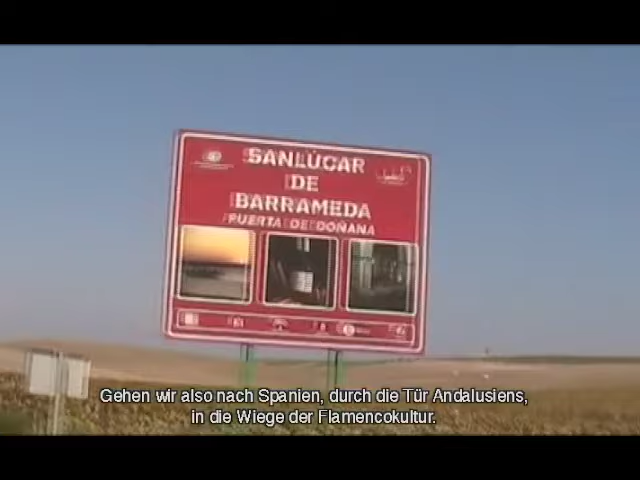 SANLÚCAR
DE
BARRAMEDA
PUERTA DE DOÑANA
Gehen wir also nach Spanien, durch die Tür Andalusiens,
in die Wiege der Flamencokultur.